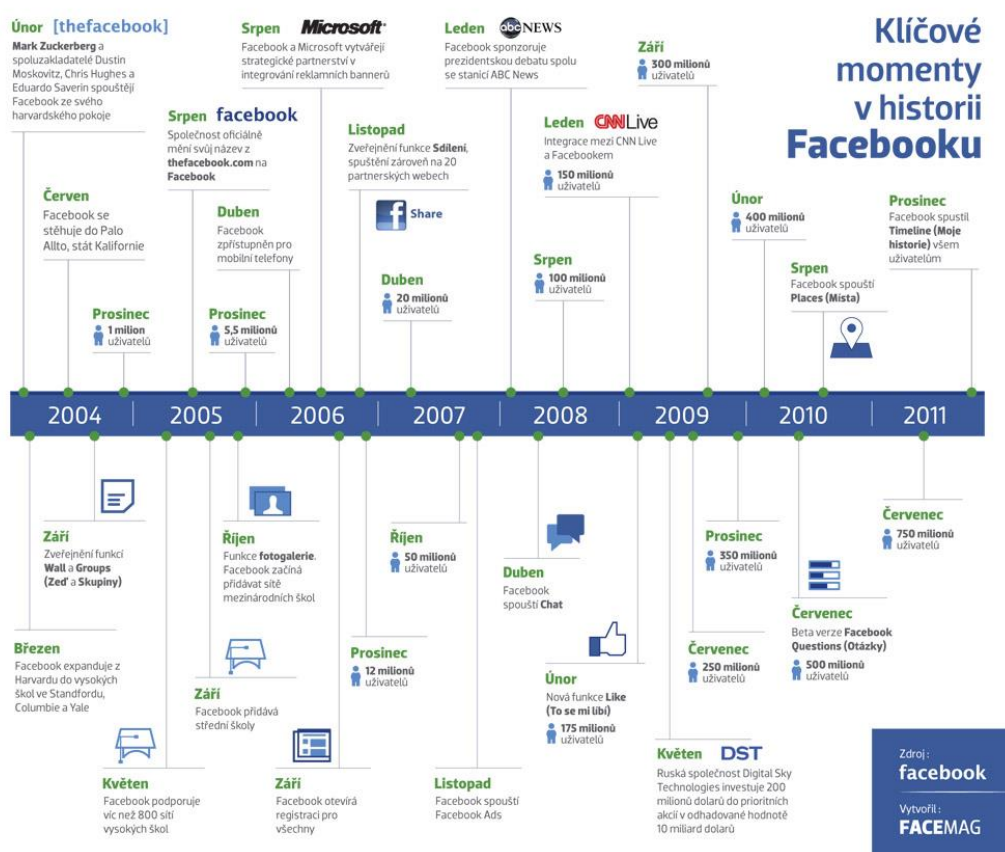 Klíčové
momenty
v historii
Facebooku
Únor [thefacebook]
Mark Zuckerberg a
spoluzakladatelé Dustin
Moskovitz, Chris Hughes a
Eduardo Saverin spouštějí
Facebook ze svého
harvardského pokoje
Červen
Facebook se
stěhuje do Palo
Allto, stát Kalifornie
Prosinec
1 milion
uživatelů
Srpen facebook
Společnost oficiálně
mění svůj název z
thefacebook.com na
Facebook
Prosinec
5,5 milionů
uživatelů
Duben
Facebook
zpřístupněn pro
mobilní telefony
Srpen Microsoft
Facebook a Microsoft vytvářejí
strategické partnerství v
integrování reklamních bannerů
Listopad
Zveřejnění funkce Sdílení,
spuštění zároveň na 20
partnerských webech
f Share
Duben
20 milionů
uživatelů
Leden abc NEWS
Facebook sponzoruje
prezidentskou debatu spolu
se stanicí ABC News
Srpen
100 milionů
uživatelů
Leden CNN Live
Integrace mezi CNN Live
a Facebookem
150 milionů
uživatelů
Září
300 milionů
uživatelů
Únor
400 milionů
uživatelů
Srpen
Facebook spouští
Places (Místa)
Prosinec
Facebook spustil
Timeline (Moje
historie) všem
uživatelům
2004 2005 2006 2007 2008 2009 2010 2011
Březen
Facebook expanduje z
Harvardu do vysokých
škol ve Standfordu,
Columbie a Yale
Září
Zveřejnění funkcí
Wall a Groups
(Zeď a Skupiny)
Květen
Facebook podporuje
víc než 800 sítí
vysokých škol
Září
Facebook přidává
střední školy
Říjen
Funkce fotogalerie.
Facebook začíná
přidávat sítě
mezinárodních škol
Září
Facebook otevírá
registraci pro
všechny
Prosinec
12 milionů
uživatelů
Říjen
50 milionů
uživatelů
Listopad
Facebook spouští
Facebook Ads
Duben
Facebook
spouští Chat
Únor
Nová funkce Like
(To se mi líbí)
175 milionů
uživatelů
Květen DST
Ruská společnost Digital Sky
Technologies investuje 200
milionů dolarů do prioritních
akcií v odhadované hodnotě
10 miliard dolarů
Červenec
250 milionů
uživatelů
Prosinec
350 milionů
uživatelů
Červenec
Beta verze Facebook
Questions (Otázky)
500 milionů
uživatelů
Červenec
750 milionů
uživatelů
Zdroj:
facebook
Vytvořil:
FACEMAG